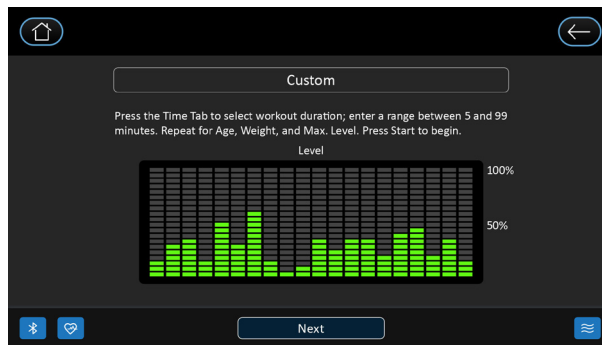 Custom
Press the Time Tab to select workout duration; enter a range between 5 and 99
minutes. Repeat for Age, Weight, and Max. Level. Press Start to begin.
Level
100%
50%
Next